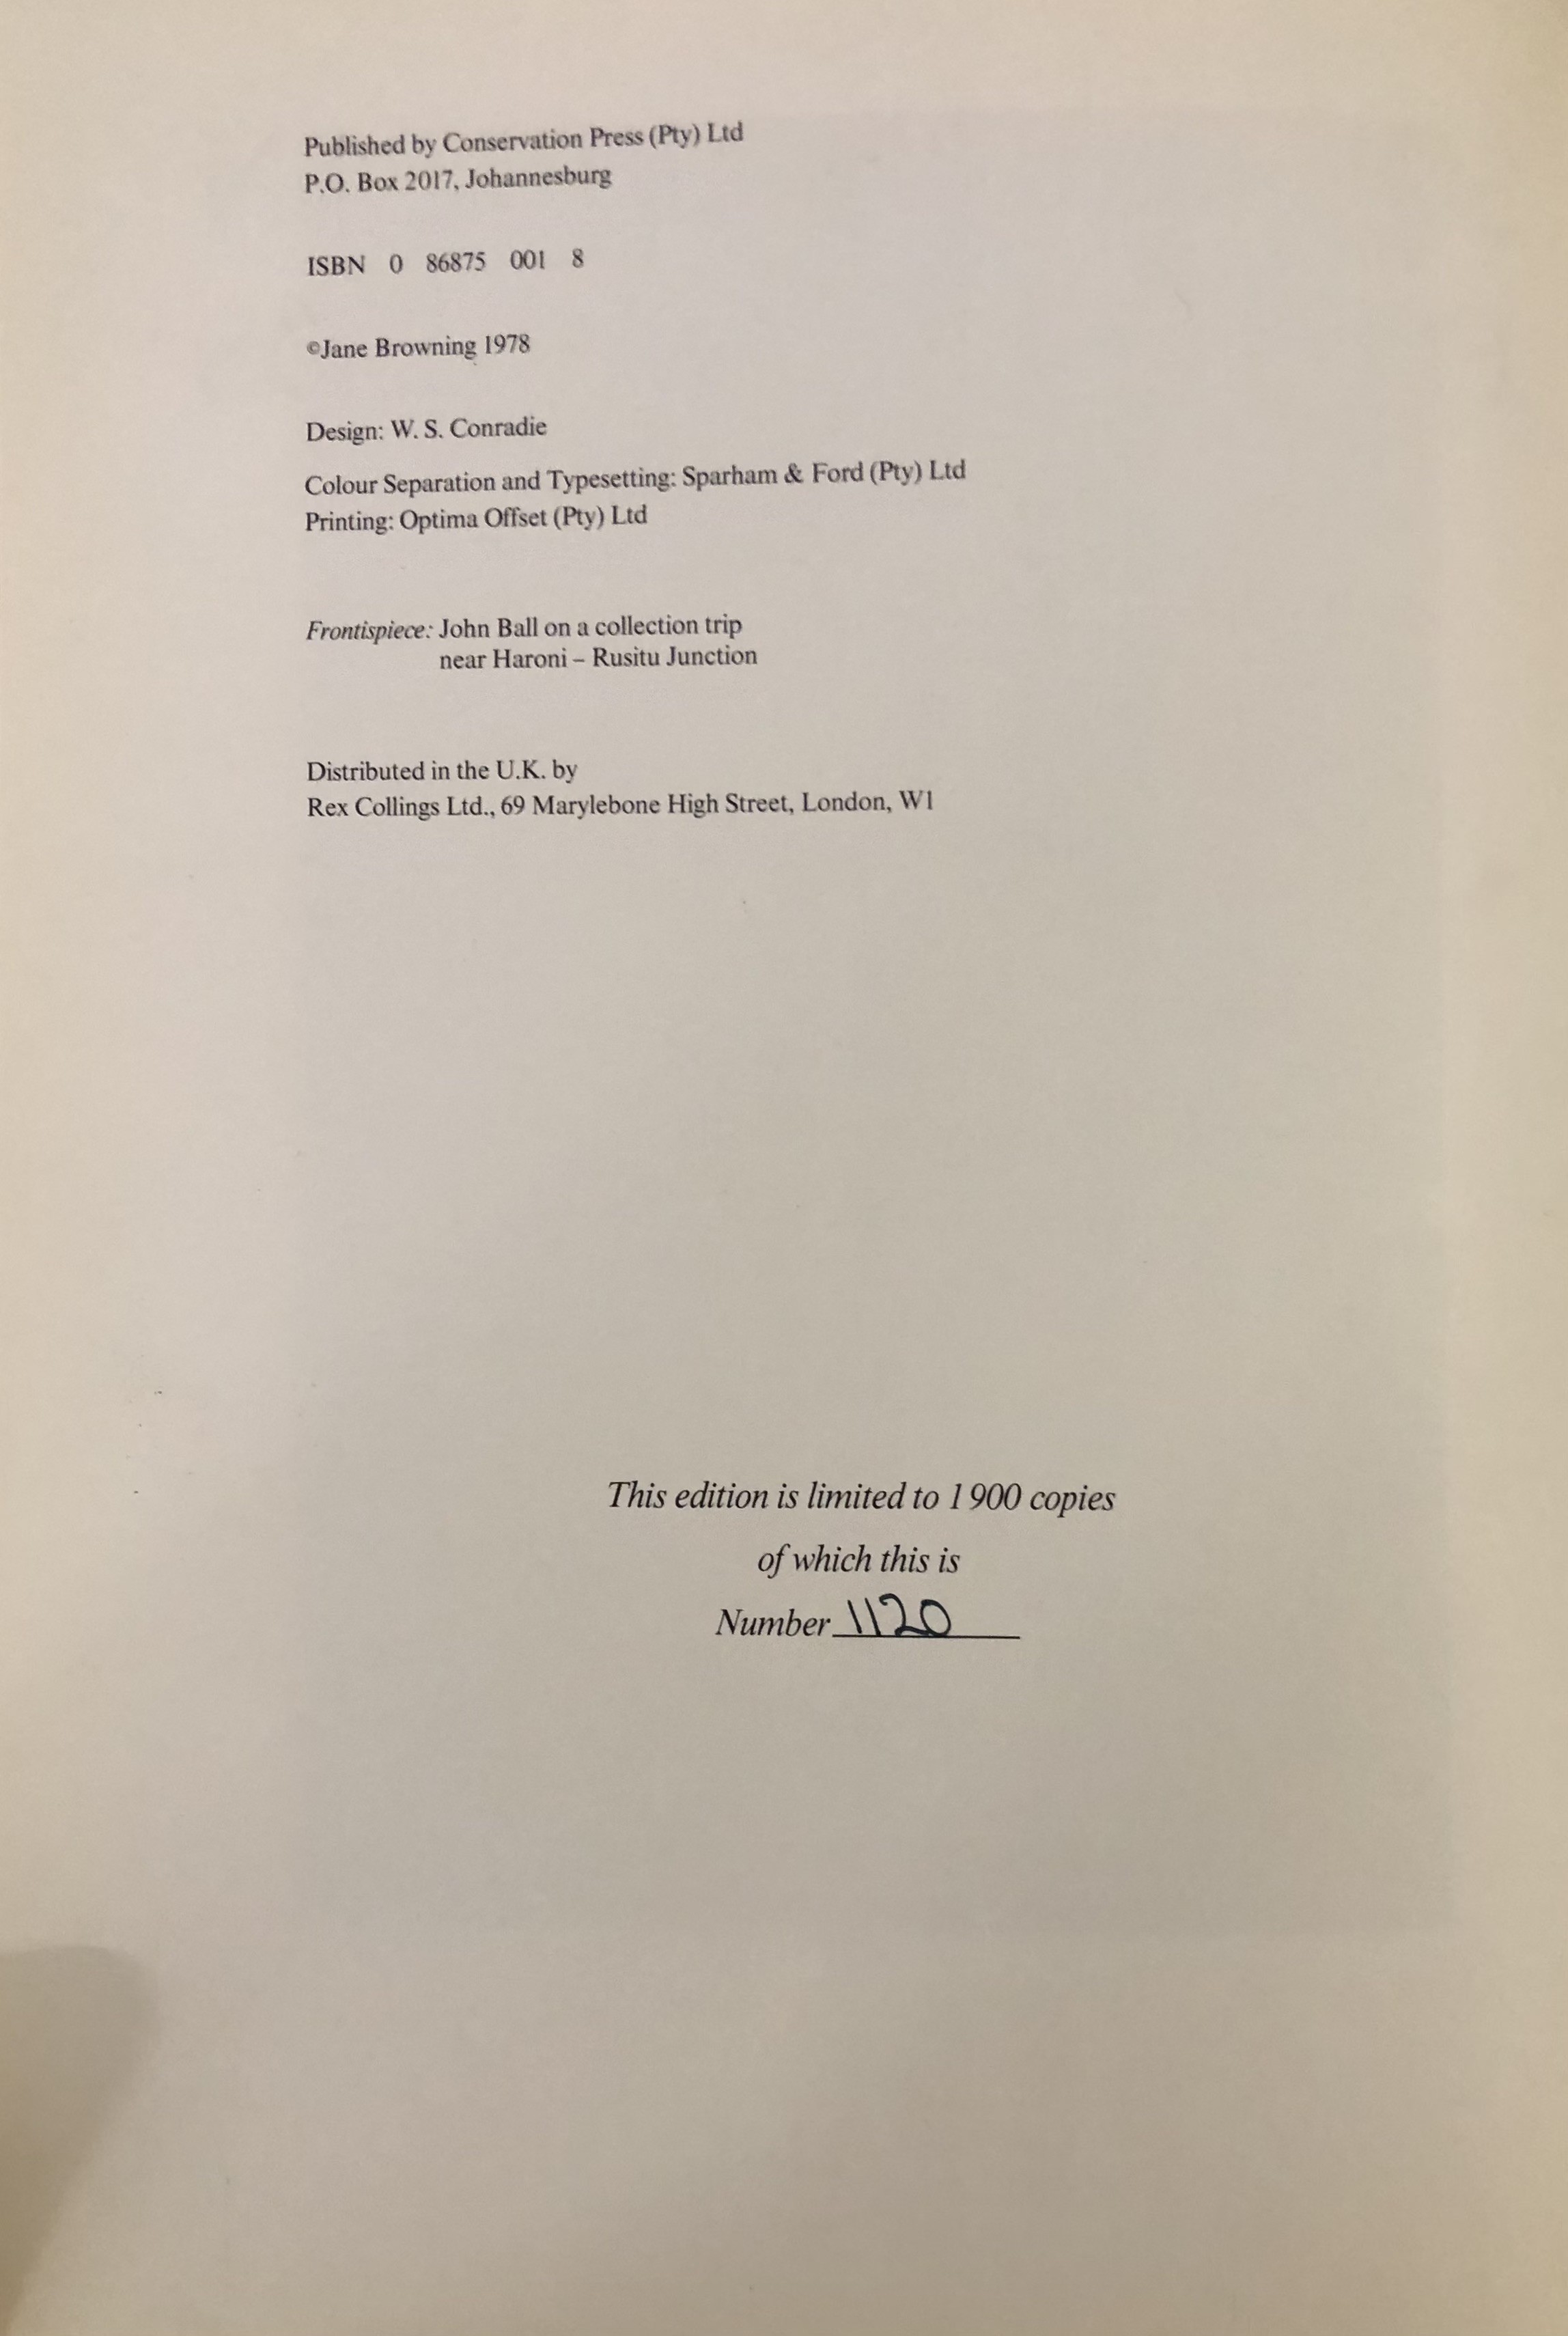 Published by Conservation Press (Pty) Ltd
P.O. Box 2017, Johannesburg
ISBN 0 86875 001 8
©Jane Browning 1978
Design: W. S. Conradie
Colour Separation and Typesetting: Sparham & Ford (Pty) Ltd
Printing: Optima Offset (Pty) Ltd
Frontispiece: John Ball on a collection trip
near Haroni – Rusitu Junction
Distributed in the U.K. by
Rex Collings Ltd., 69 Marylebone High Street, London, W1
This edition is limited to 1 900 copies
of which this is
Number 1120